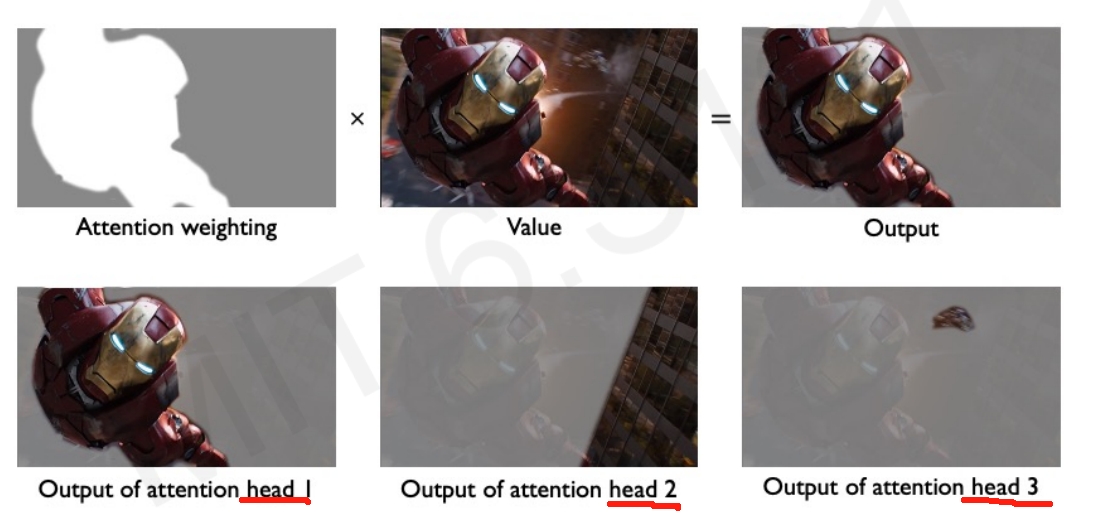 × =
Attention weighting Value Output
Output of attention head 1 Output of attention head 2 Output of attention head 3
MIT 6.S191